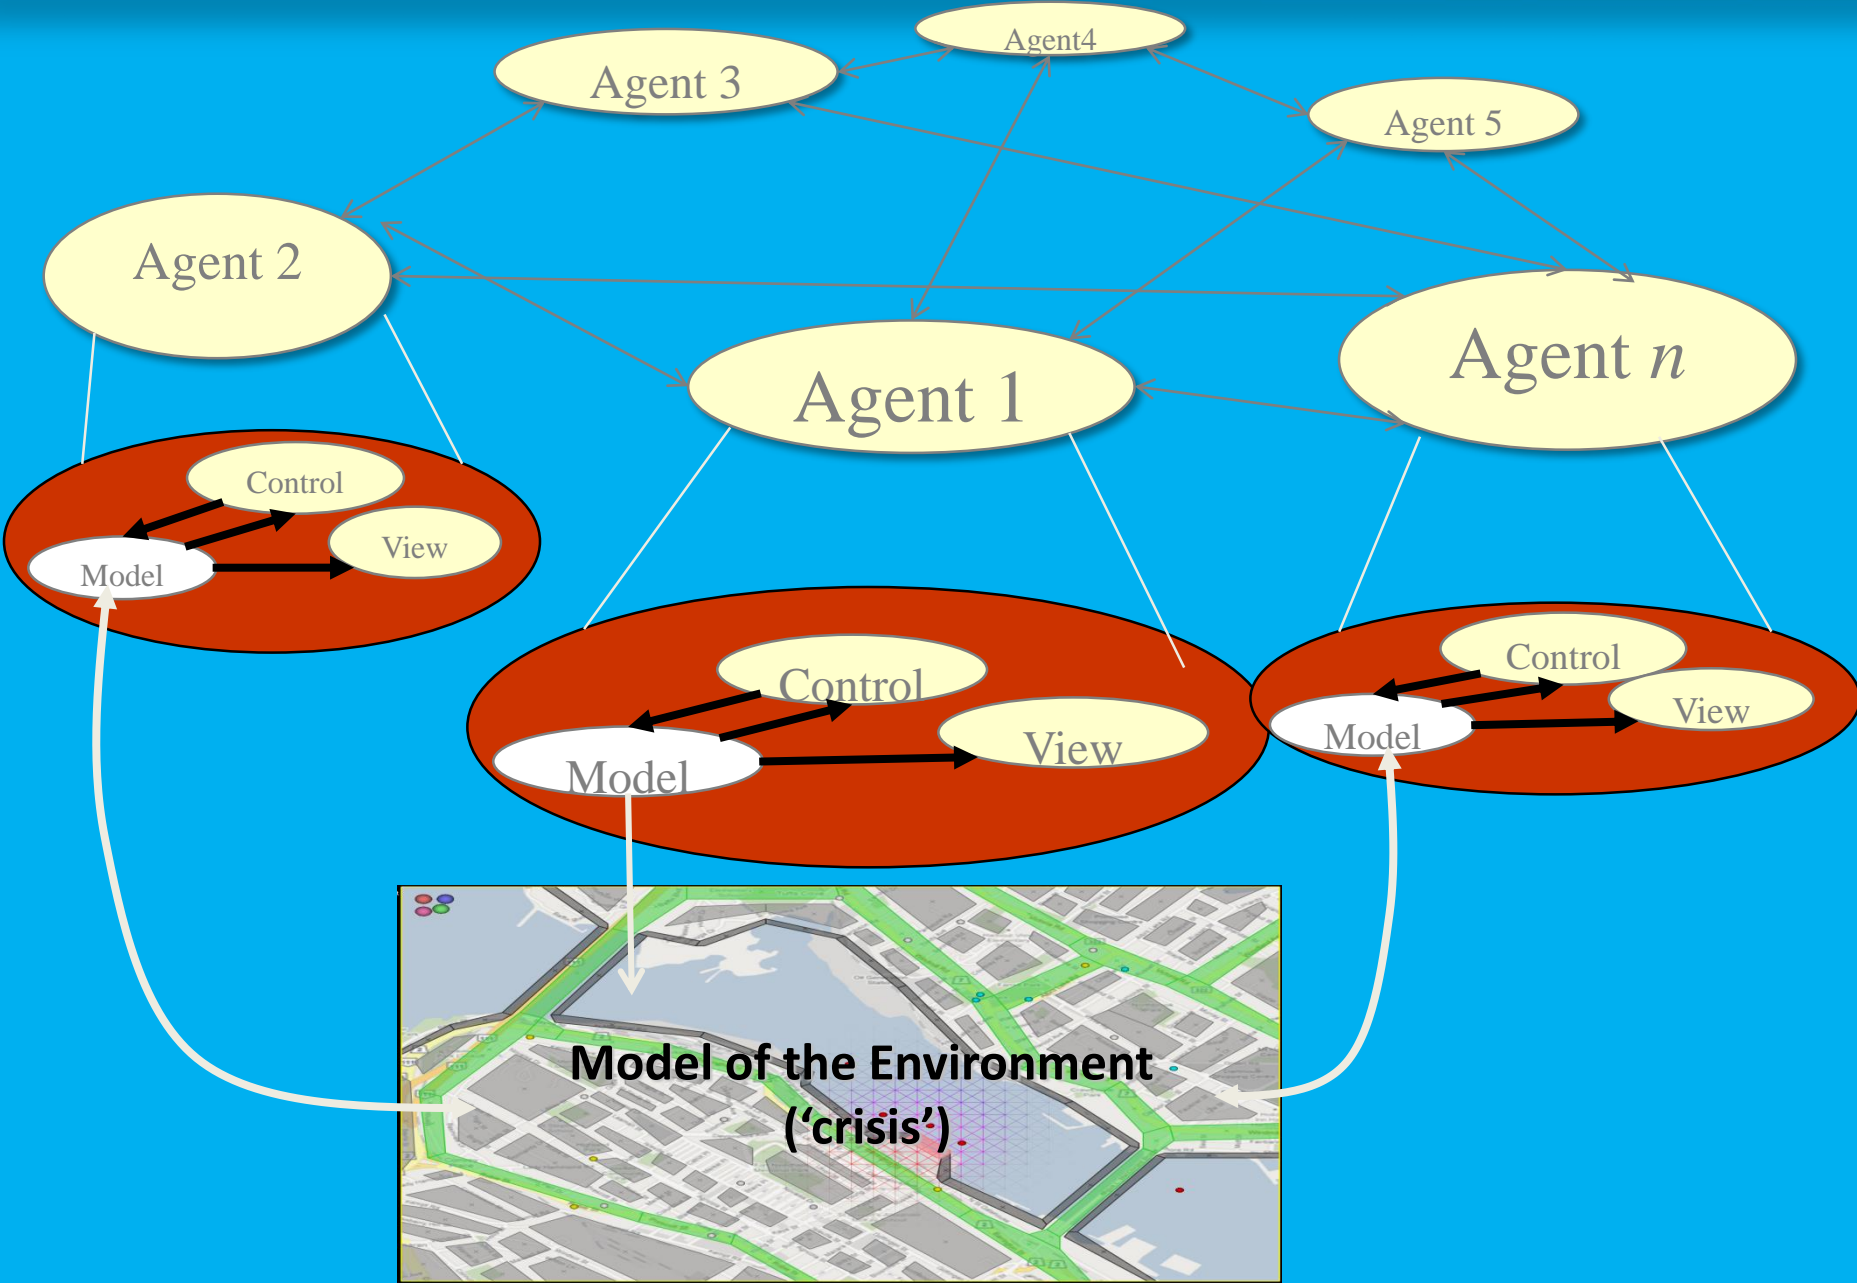 Agent4
Agent 3
Agent 5
Agent 2
Agent 1
Agent n
Control
View
Model
Control
View
Model
Control
View
Model
Model of the Environment
(‘crisis’)